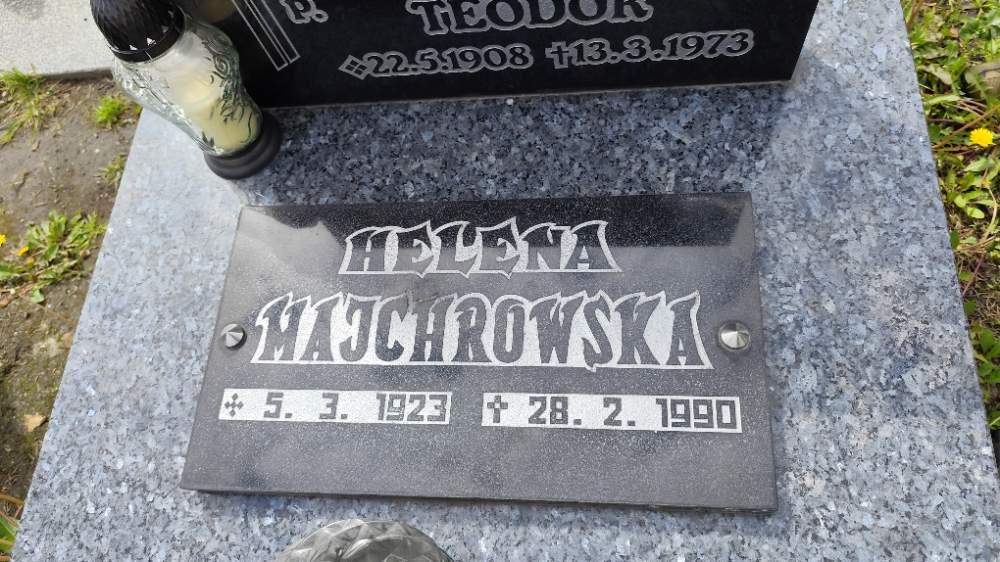 P. TEODOR
22.5.1908 †13.3.1973
HELENA
MAJCHROWSKA
5. 3. 1923 † 28. 2. 1990